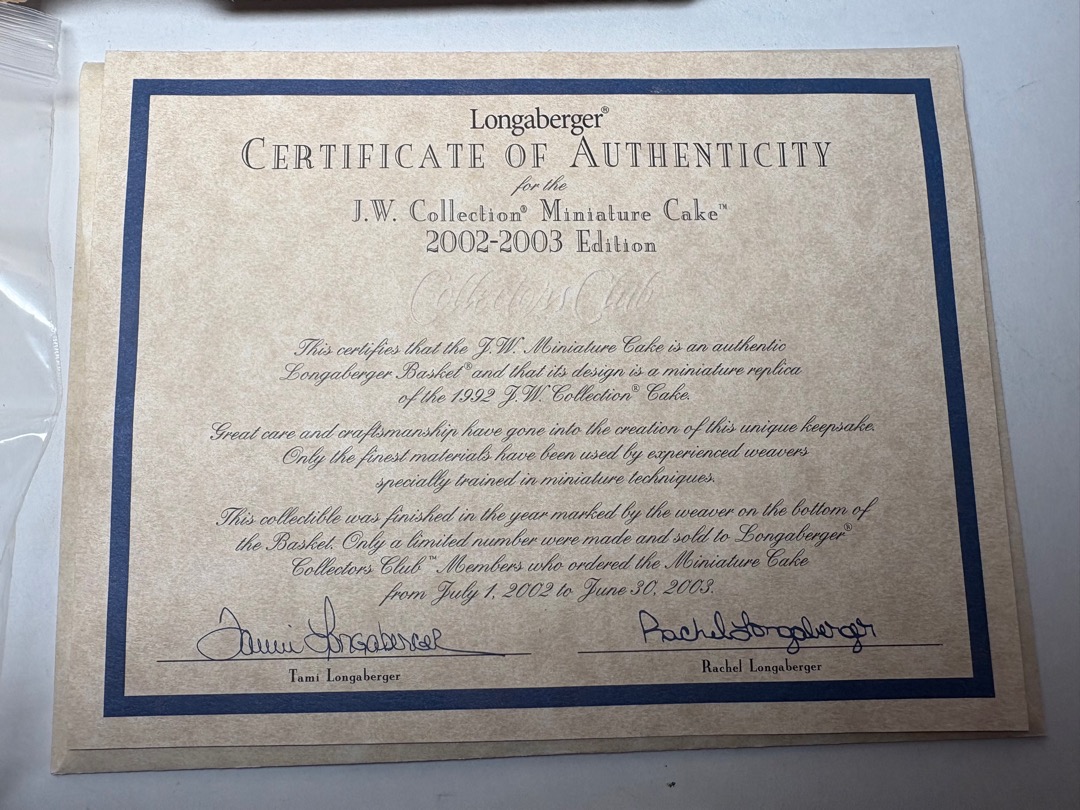 Longaberger®
CERTIFICATE OF AUTHENTICITY
for the
J.W. Collection® Miniature Cake™
2002-2003 Edition
Collectors Club
This certifies that the J.W. Miniature Cake is an authentic
Longaberger Basket® and that its design is a miniature replica
of the 1992 J.W. Collection® Cake.
Great care and craftsmanship have gone into the creation of this unique keepsake.
Only the finest materials have been used by experienced weavers
specially trained in miniature techniques.
This collectible was finished in the year marked by the weaver on the bottom of
the Basket. Only a limited number were made and sold to Longaberger®
Collectors Club™ Members who ordered the Miniature Cake
from July 1, 2002 to June 30, 2003.
Tami Longaberger
Rachel Longaberger
Tami Longaberger
Rachel Longaberger